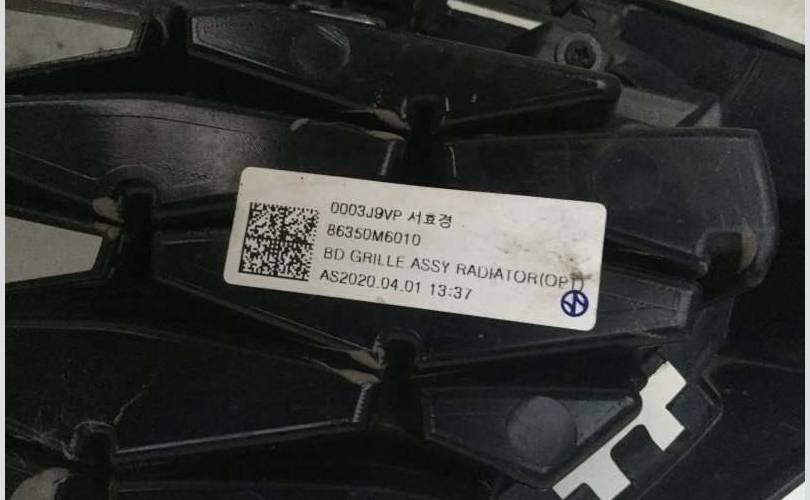 0003J9VP 서효경
86350M6010
BD GRILLE ASSY RADIATOR(OPT)
AS2020.04.01 13:37